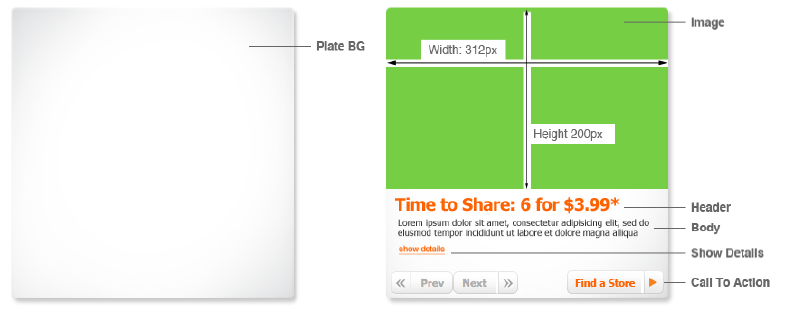 Plate BG
Image
Width: 312px
Height 200px
Time to Share: 6 for $3.99*
Header
Lorem Ipsum dolor sit amet, consectetur adipisicing elit, sed do
eiusmod tempor incididunt ut labore et dolore magna aliqua
Body
show details
Show Details
« Prev
Next »
Find a Store
Call To Action